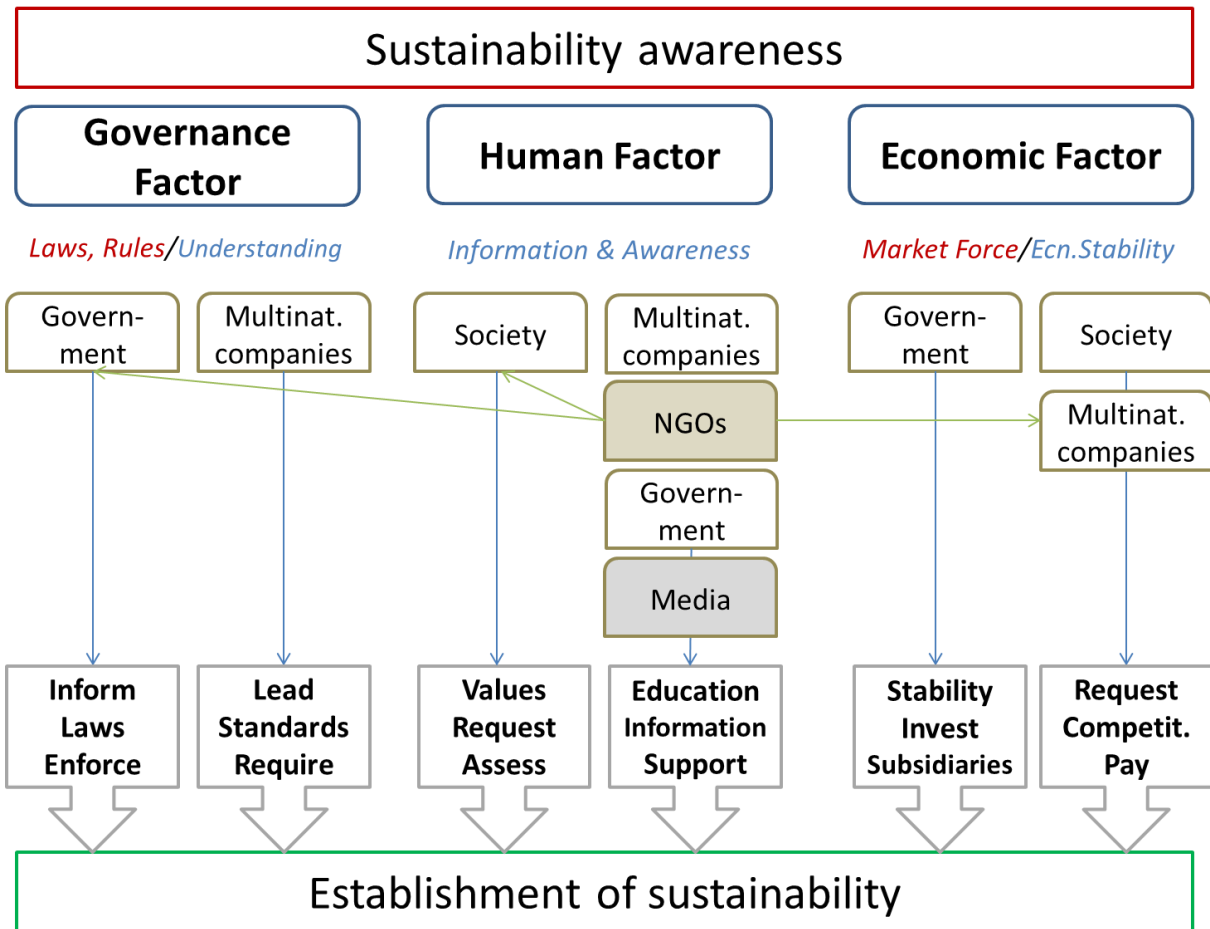 Sustainability awareness
Governance
Factor
Human Factor
Economic Factor
Laws, Rules/Understanding
Information & Awareness
Market Force/Ecn.Stability
Govern-
ment
Multinat.
companies
Society
Multinat.
companies
Govern-
ment
Society
NGOs
Multinat.
companies
Govern-
ment
Media
Inform
Laws
Enforce
Lead
Standards
Require
Values
Request
Assess
Education
Information
Support
Stability
Invest
Subsidiaries
Request
Competit.
Pay
Establishment of sustainability